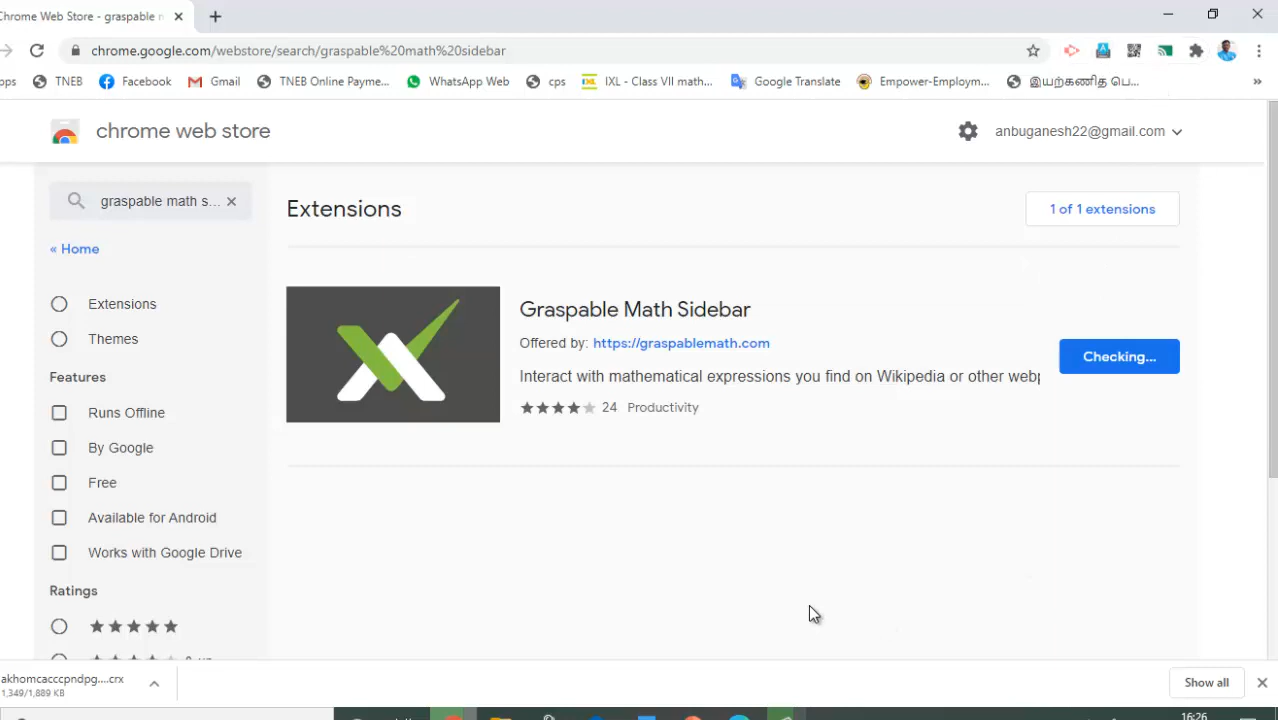 Chrome Web Store - graspable
chrome.google.com/webstore/search/graspable%20math%20sidebar
TNEB Facebook Gmail TNEB Online Payme... WhatsApp Web cps IXL - Class VII math... Google Translate Empower-Employm... இயற்கணித பெ... »
chrome web store
anbuganesh22@gmail.com
graspable math s...
Extensions
1 of 1 extensions
« Home
Extensions
Themes
Features
Runs Offline
By Google
Free
Available for Android
Works with Google Drive
Ratings
Graspable Math Sidebar
Offered by: https://graspablemath.com
Checking...
Interact with mathematical expressions you find on Wikipedia or other
24 Productivity
akhomcacccpndpg....crx
1,349/1,889 KB
Show all
16:26